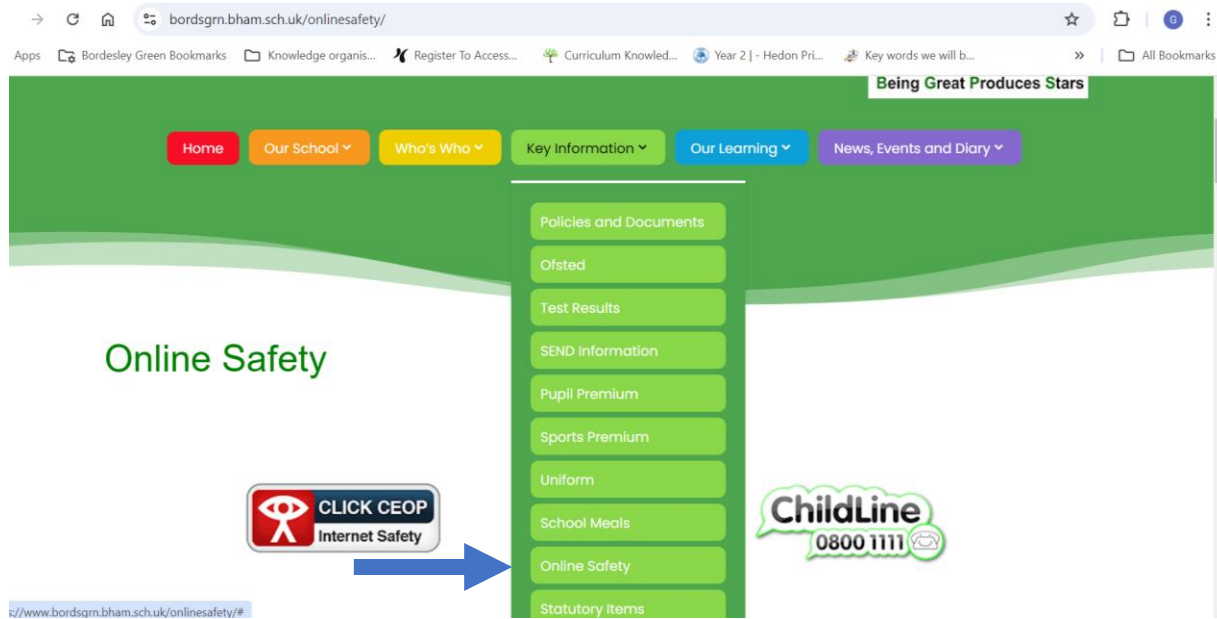 bordsgrn.bham.sch.uk/onlinesafety/
G
Apps Bordesley Green Bookmarks Knowledge organis... Register To Access... Curriculum Knowled... Year 2 | - Hedon Pri... Key words we will b... » All Bookmarks
Being Great Produces Stars
Home Our School Who's Who Key Information Our Learning News, Events and Diary
Policies and Documents
Ofsted
Test Results
SEND Information
Pupil Premium
Sports Premium
Uniform
School Meals
Online Safety
Statutory Items
Online Safety
CLICK CEOP
Internet Safety
ChildLine
0800 1111
s://www.bordsgrn.bham.sch.uk/onlinesafety/#